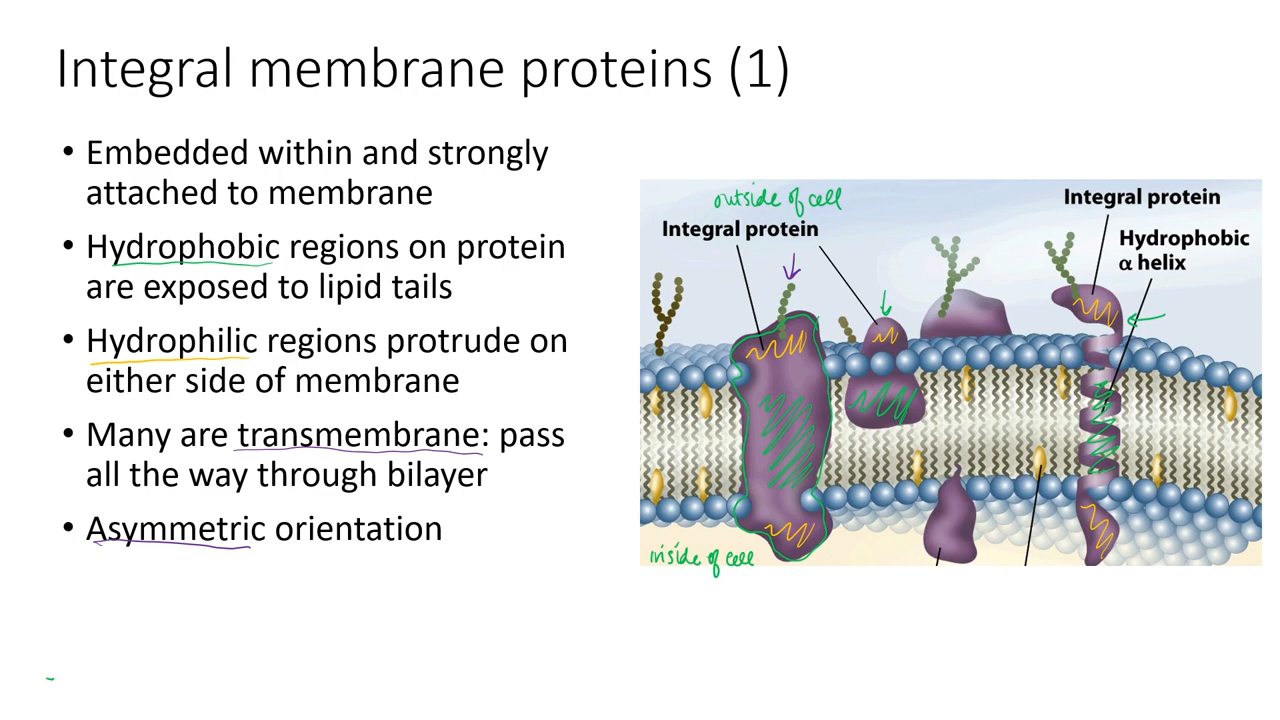 Integral membrane proteins (1)
• Embedded within and strongly
attached to membrane
• Hydrophobic regions on protein
are exposed to lipid tails
• Hydrophilic regions protrude on
either side of membrane
• Many are transmembrane: pass
all the way through bilayer
• Asymmetric orientation
outside of cell
Integral protein
Integral protein
Hydrophobic
α helix
inside of cell